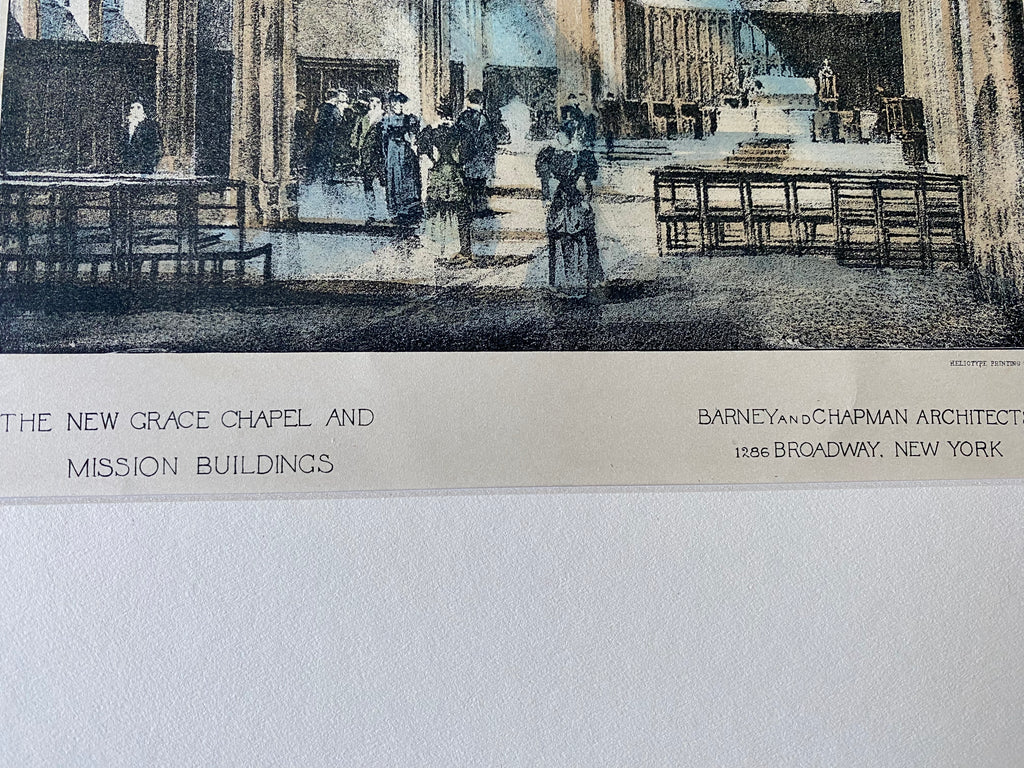 HELIOTYPE PRINTING
THE NEW GRACE CHAPEL AND
MISSION BUILDINGS
BARNEY AND CHAPMAN ARCHITECTS
1286 BROADWAY, NEW YORK